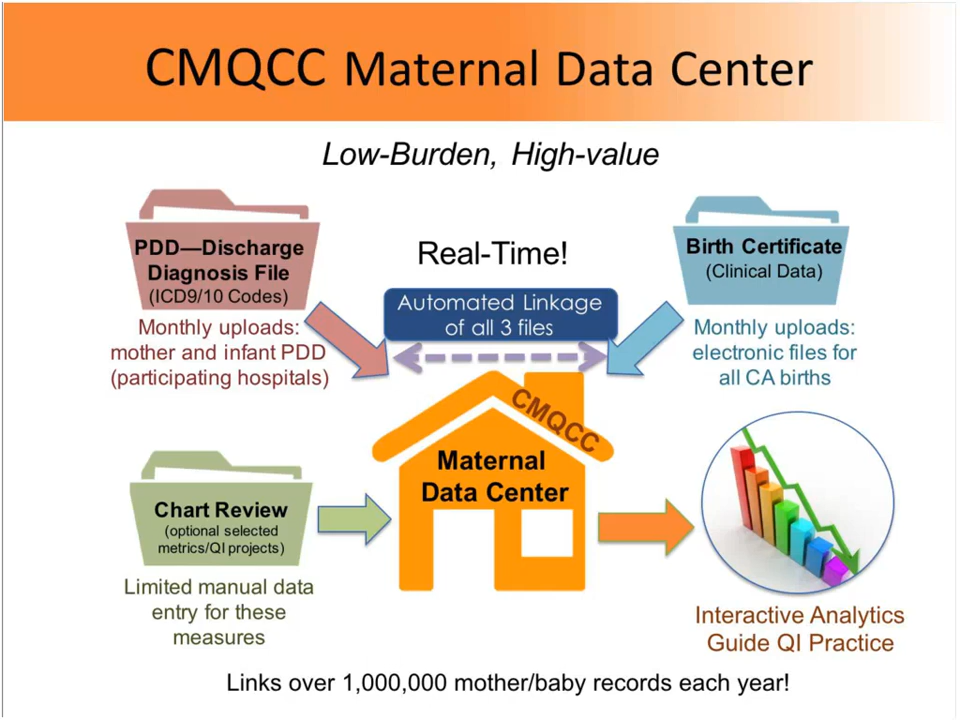 CMQCC Maternal Data Center
Low-Burden, High-value
PDD—Discharge
Diagnosis File
(ICD9/10 Codes)
Monthly uploads:
mother and infant PDD
(participating hospitals)
Real-Time!
Automated Linkage
of all 3 files
Birth Certificate
(Clinical Data)
Monthly uploads:
electronic files for
all CA births
CMQCC
Maternal
Data Center
Chart Review
(optional selected
metrics/QI projects)
Limited manual data
entry for these
measures
Interactive Analytics
Guide QI Practice
Links over 1,000,000 mother/baby records each year!